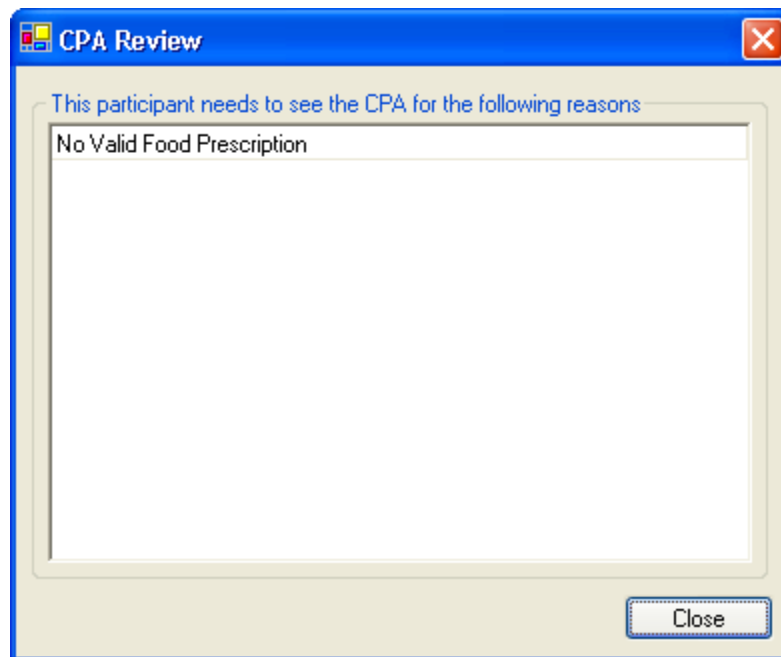 CPA Review
This participant needs to see the CPA for the following reasons
No Valid Food Prescription
Close